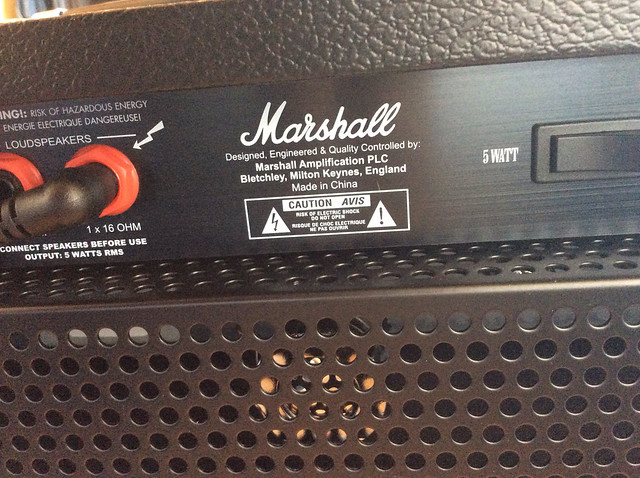 NG!: RISK OF HAZARDOUS ENERGY
ENERGIE ELECTRIQUE DANGEREUSE!
LOUDSPEAKERS
1 x 16 OHM
CONNECT SPEAKERS BEFORE USE
OUTPUT: 5 WATTS RMS
Marshall
Designed, Engineered & Quality Controlled by:
Marshall Amplification PLC
Bletchley, Milton Keynes, England
Made in China
CAUTION AVIS
RISK OF ELECTRIC SHOCK
DO NOT OPEN
RISQUE DE CHOC ELECTRIQUE
NE PAS OUVRIR
!
5 WATT